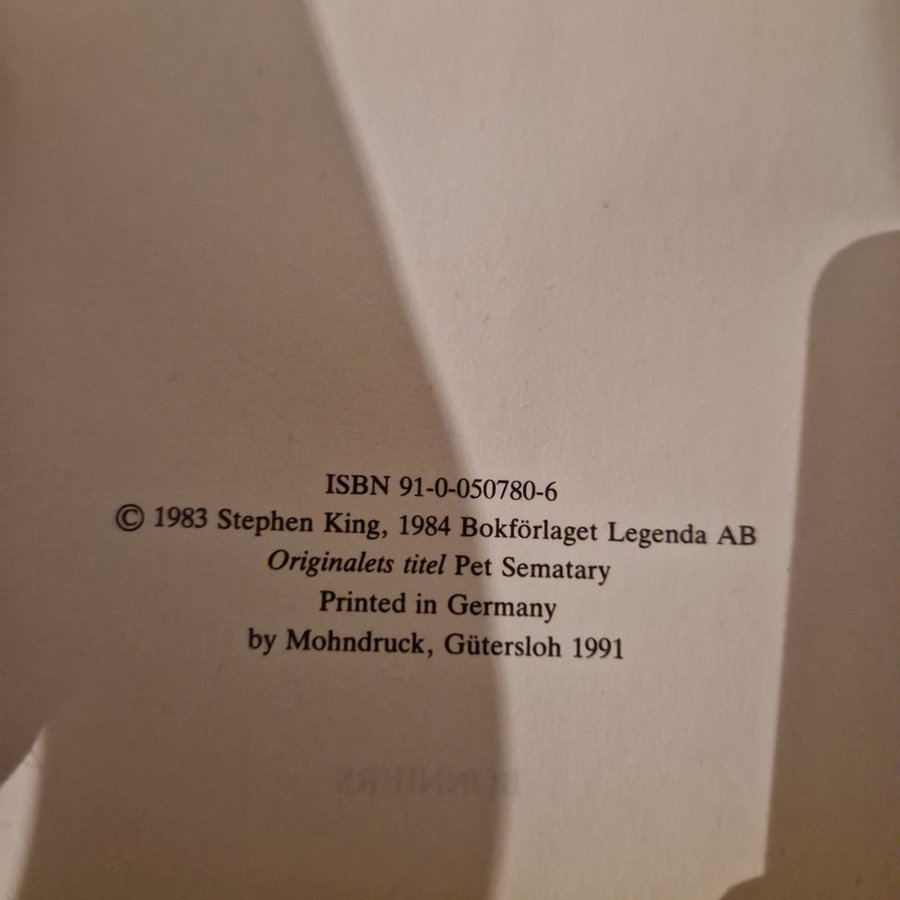 ISBN 91-0-050780-6
© 1983 Stephen King, 1984 Bokförlaget Legenda AB
Originalets titel Pet Sematary
Printed in Germany
by Mohndruck, Gütersloh 1991
BONNIERS